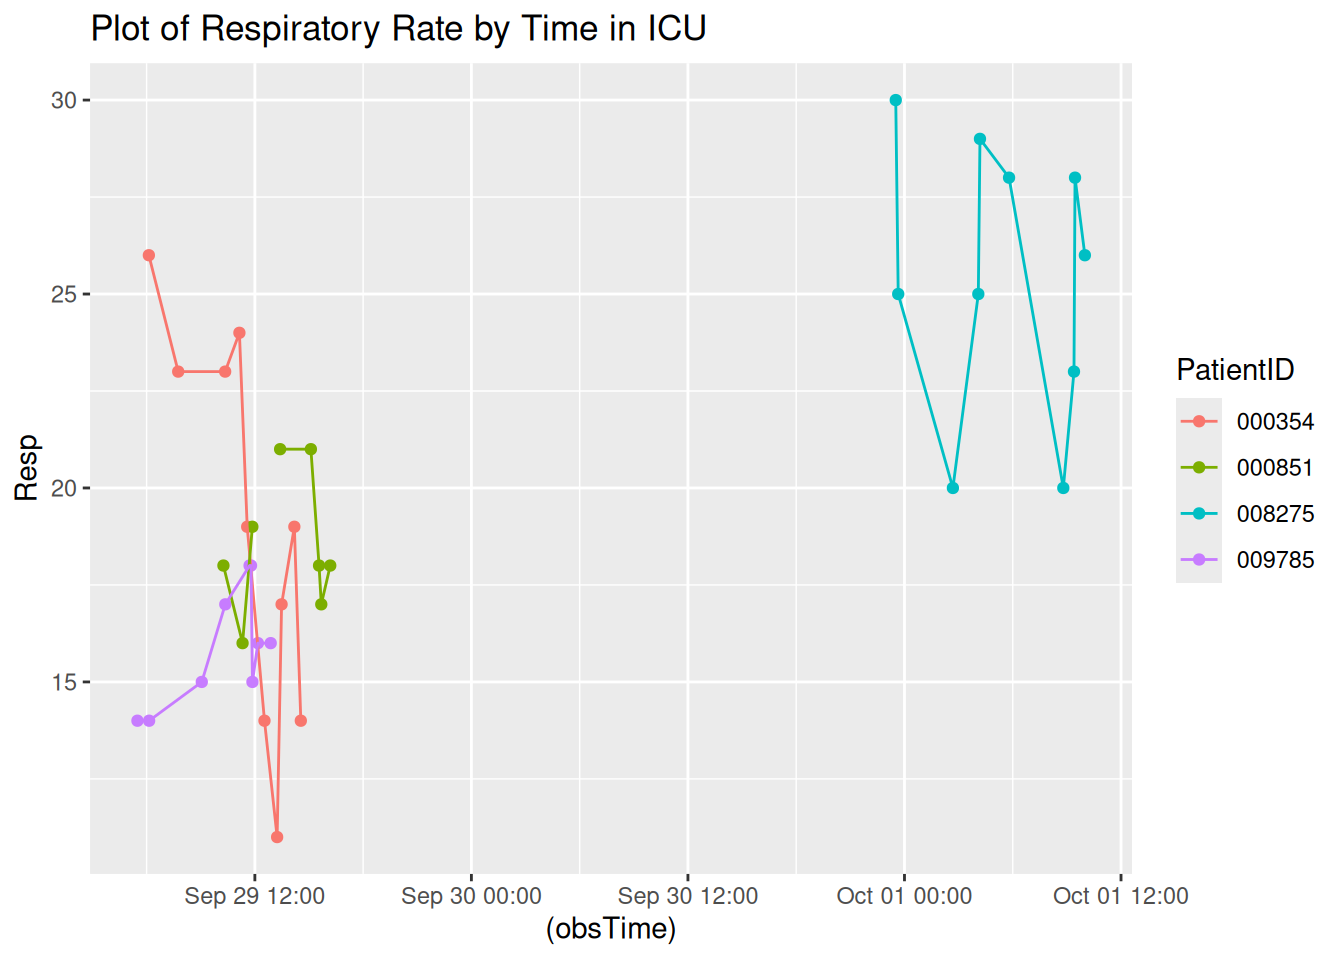 Plot of Respiratory Rate by Time in ICU
30
25
20
15
Resp
Sep 29 12:00
Sep 30 00:00
Sep 30 12:00
Oct 01 00:00
Oct 01 12:00
(obsTime)
PatientID
000354
000851
008275
009785